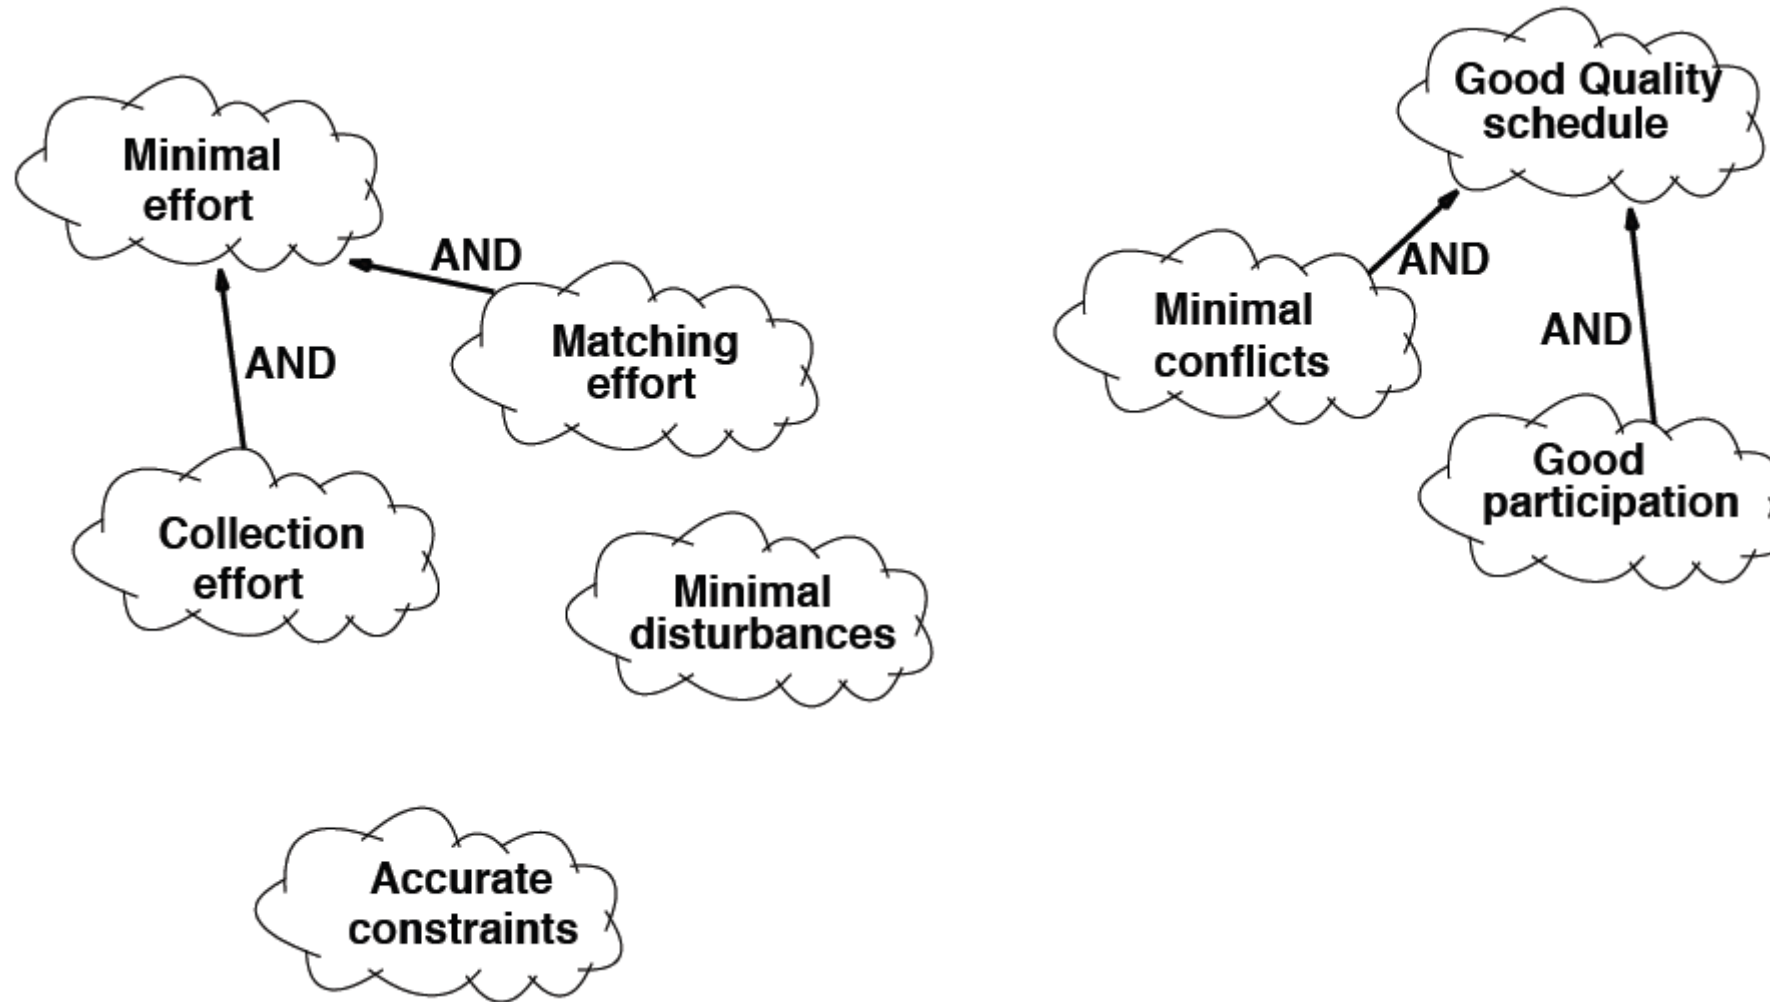 Good Quality
schedule
Minimal
effort
AND
AND
Minimal
conflicts
AND
Matching
effort
AND
Good
participation
Collection
effort
Minimal
disturbances
Accurate
constraints